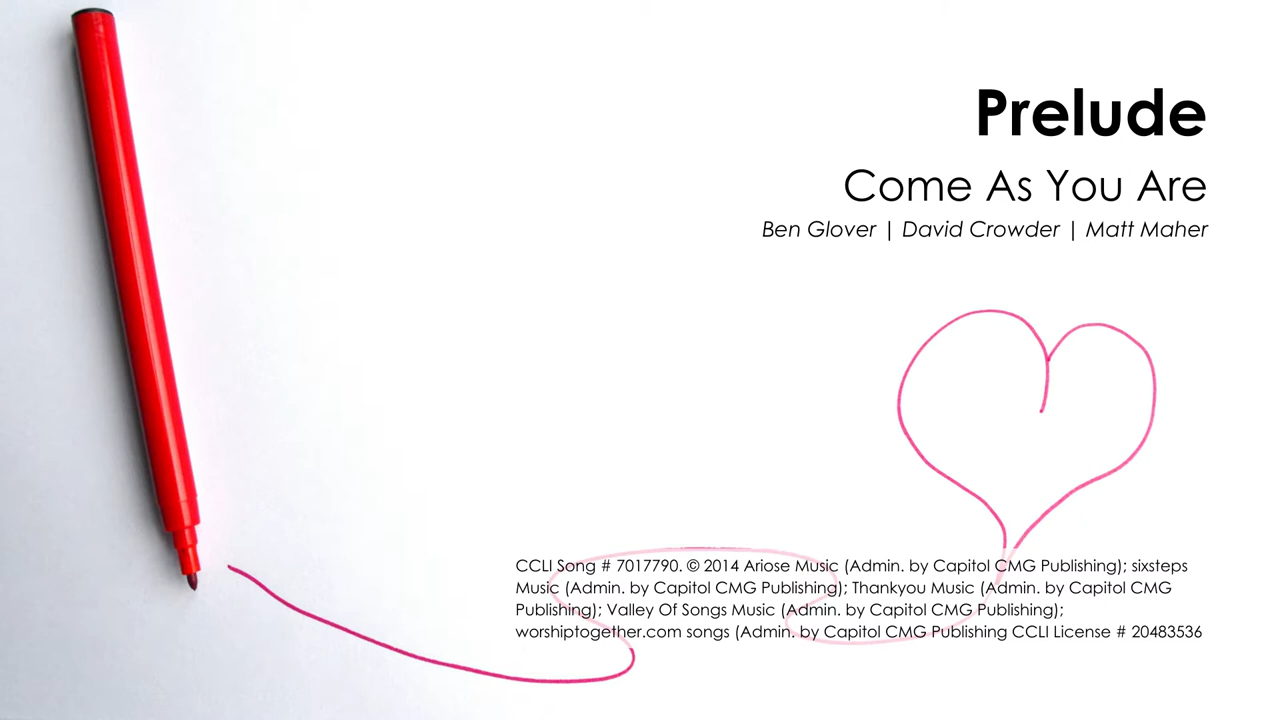 Prelude
Come As You Are
Ben Glover | David Crowder | Matt Maher
CCLI Song # 7017790. © 2014 Ariose Music (Admin. by Capitol CMG Publishing); sixsteps
Music (Admin. by Capitol CMG Publishing); Thankyou Music (Admin. by Capitol CMG
Publishing); Valley Of Songs Music (Admin. by Capitol CMG Publishing);
worshiptogether.com songs (Admin. by Capitol CMG Publishing CCLI License # 20483536